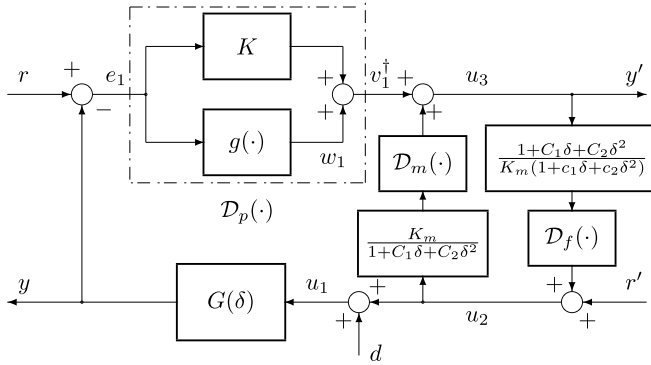 K
r + e₁ v₁† + u₃ y′
− + + +
g(·) w₁
𝒟ₘ(·)
1+C₁δ+C₂δ²
Kₘ(1+c₁δ+c₂δ²)
𝒟ₚ(·)
Kₘ
1+C₁δ+C₂δ²
𝒟_f(·)
y G(δ) u₁ + u₂ + r′
+ +
d